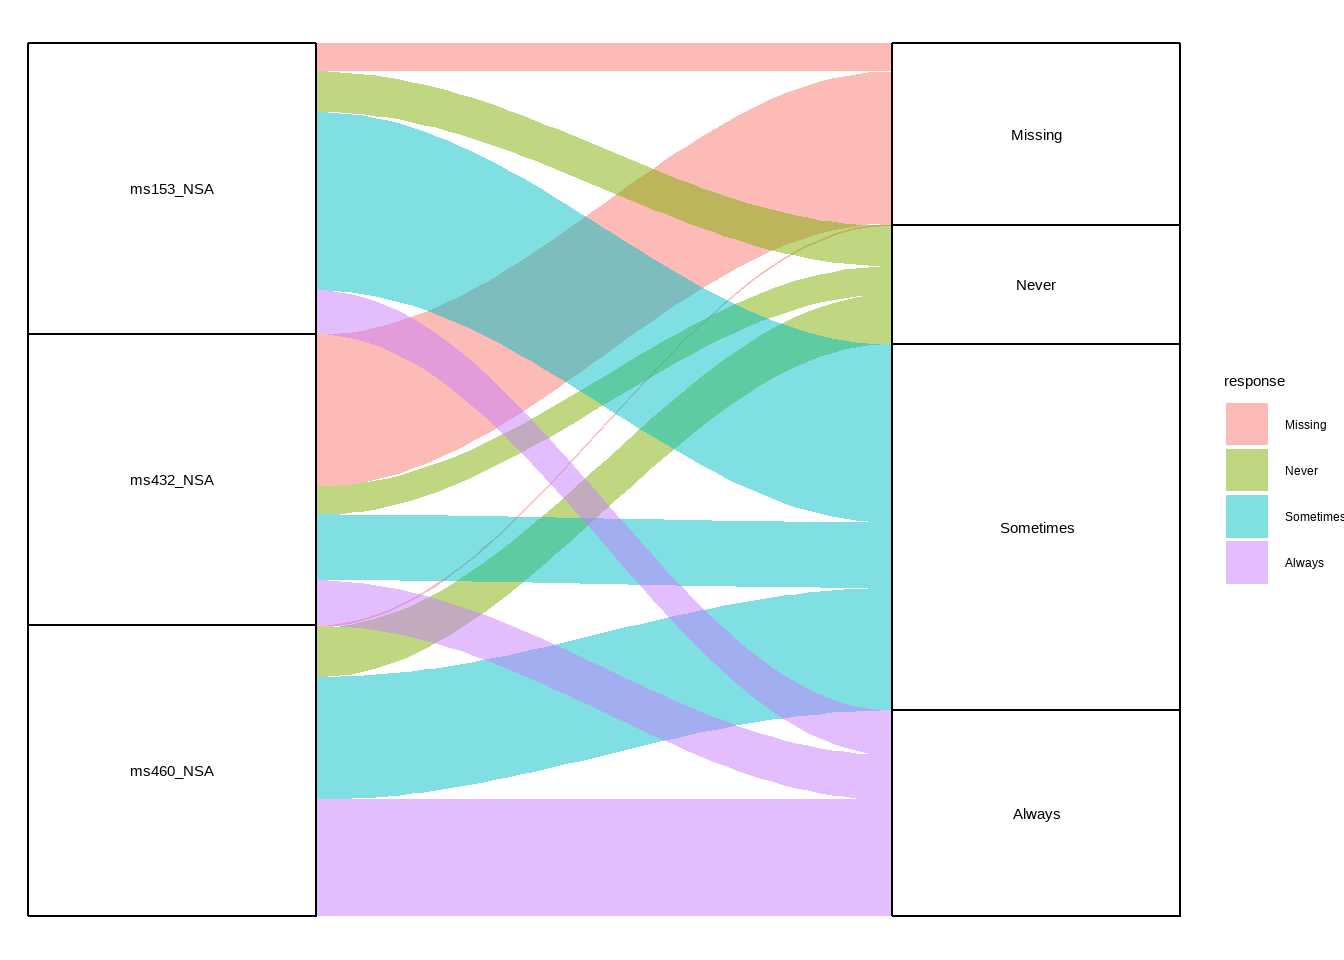 ms153_NSA
ms432_NSA
ms460_NSA
Missing
Never
Sometimes
Always
response
Missing
Never
Sometimes
Always